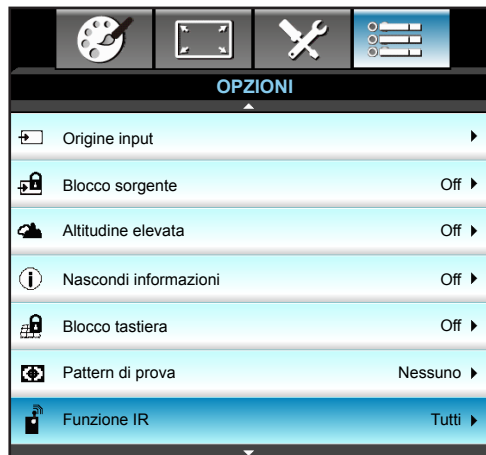 OPZIONI
Origine input
Blocco sorgente Off
Altitudine elevata Off
Nascondi informazioni Off
Blocco tastiera Off
Pattern di prova Nessuno
Funzione IR Tutti